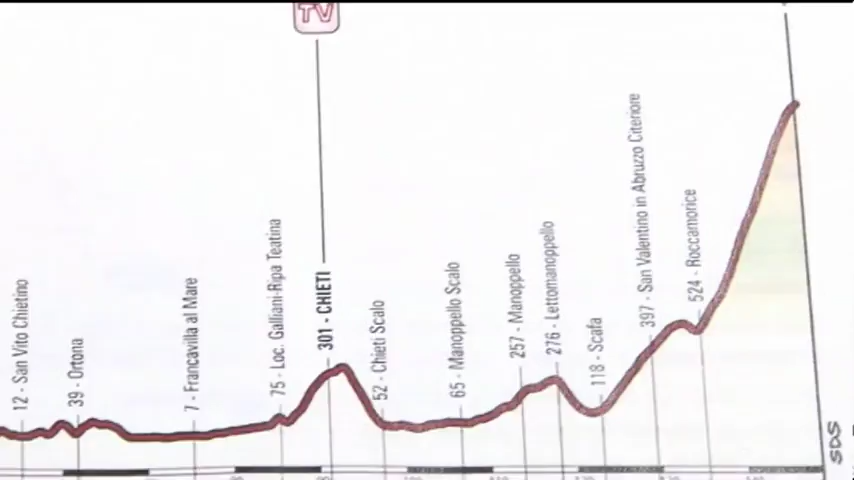 TV
12 - San Vito Chietino
39 - Ortona
7 - Francavilla al Mare
75 - Loc. Galliani-Ripa Teatina
301 - CHIETI
52 - Chieti Scalo
65 - Manoppello Scalo
257 - Manoppello
276 - Lettomanoppello
118 - Scafa
397 - San Valentino in Abruzzo Citeriore
524 - Roccamorice
SDS